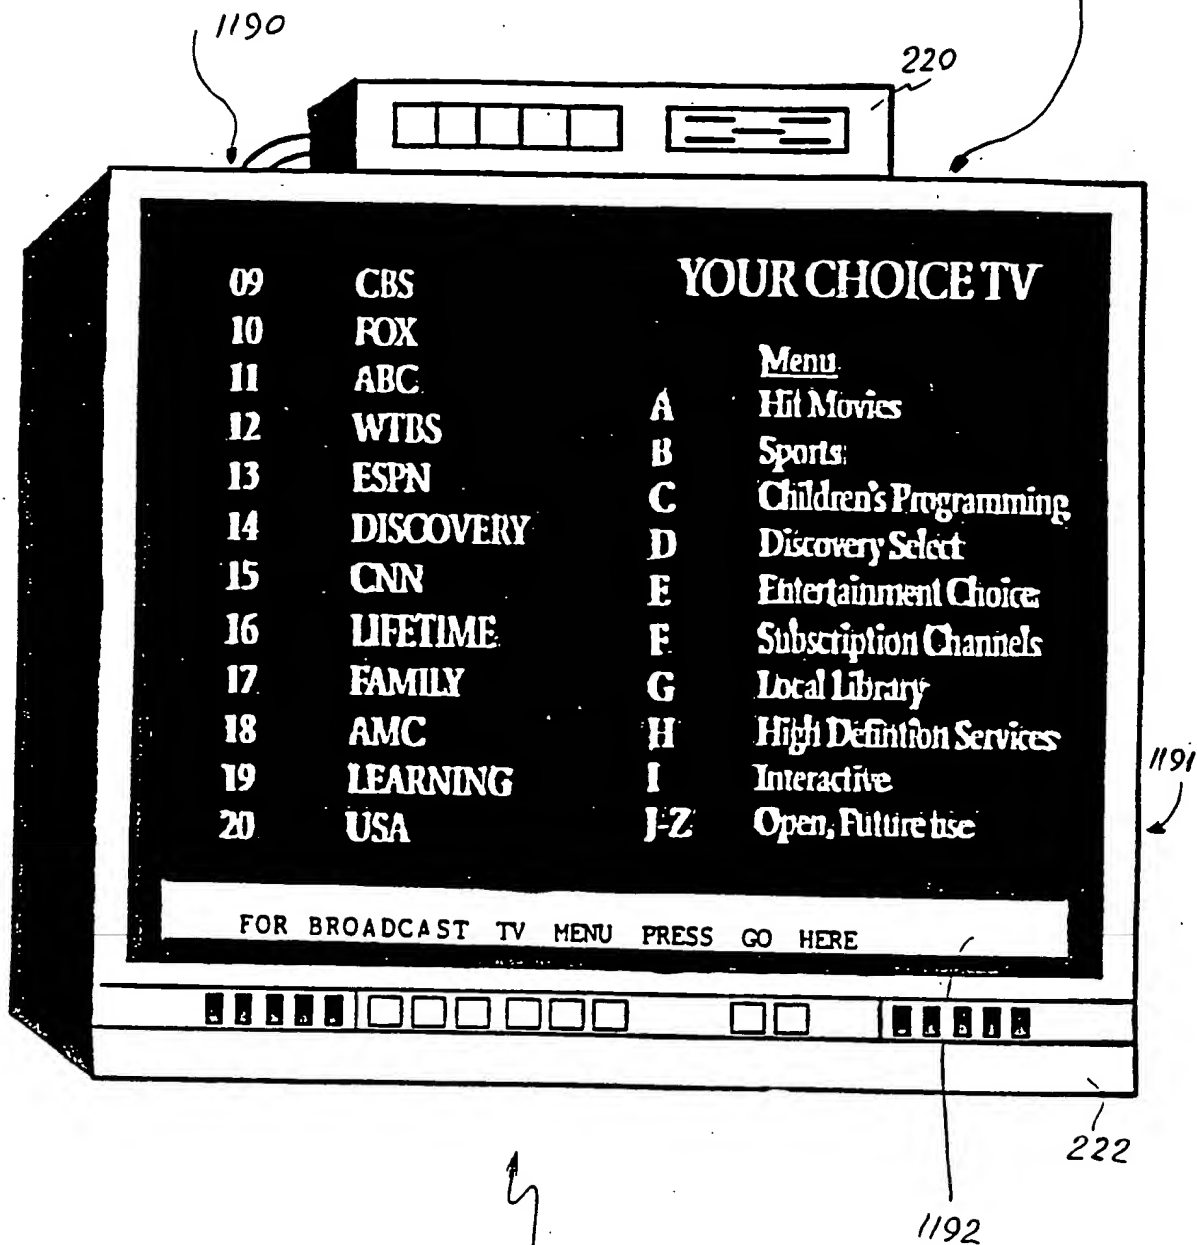 1190
220
09 CBS
10 FOX
11 ABC
12 WTBS
13 ESPN
14 DISCOVERY
15 CNN
16 LIFETIME
17 FAMILY
18 AMC
19 LEARNING
20 USA
YOUR CHOICE TV
Menu
A Hit Movies
B Sports
C Children's Programming
D Discovery Select
E Entertainment Choice
F Subscription Channels
G Local Library
H High Definition Services
I Interactive
J-Z Open, Future use
1191
FOR BROADCAST TV MENU PRESS GO HERE
222
1192